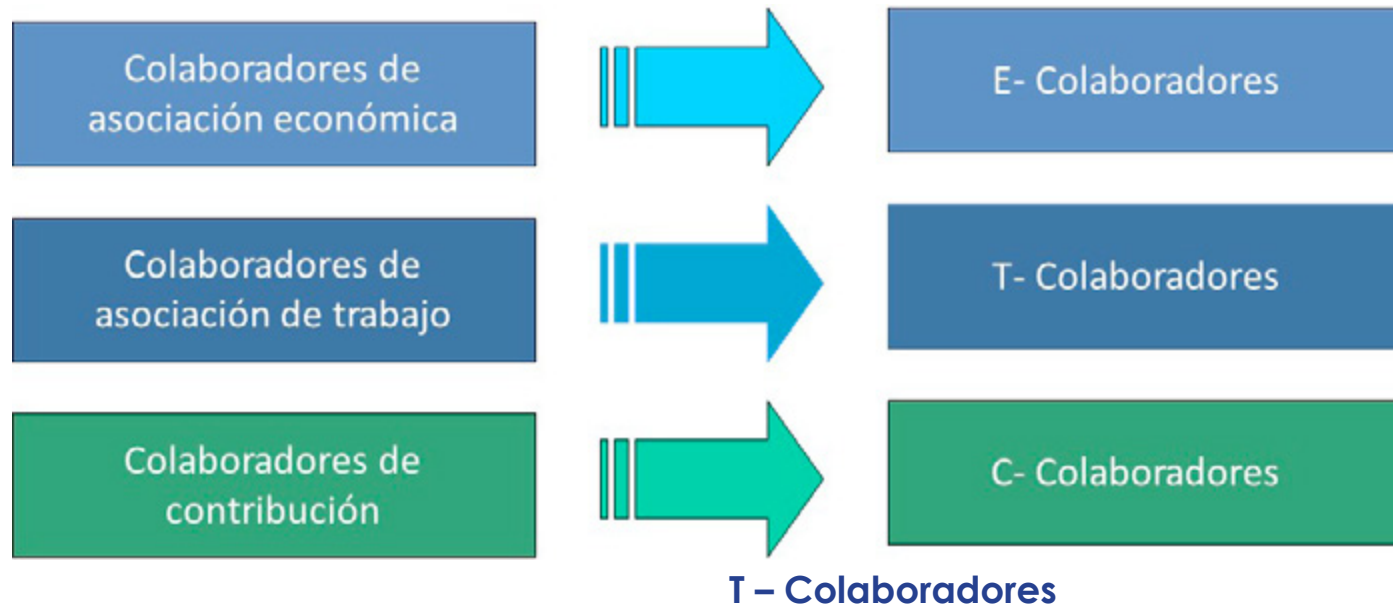 Colaboradores de
asociación económica
E- Colaboradores
Colaboradores de
asociación de trabajo
T- Colaboradores
Colaboradores de
contribución
C- Colaboradores
T – Colaboradores